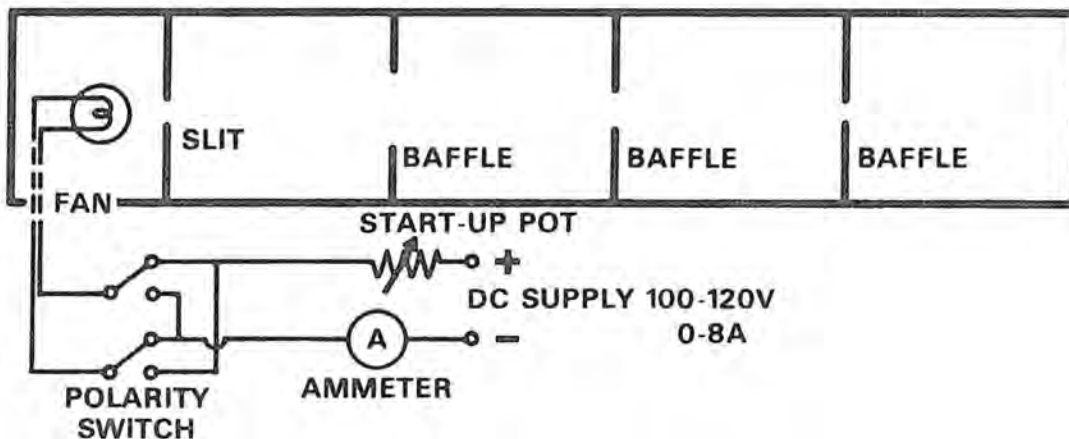 SLIT
BAFFLE
BAFFLE
BAFFLE
FAN
START-UP POT
+
DC SUPPLY 100-120V
0-8A
A
-
AMMETER
POLARITY
SWITCH